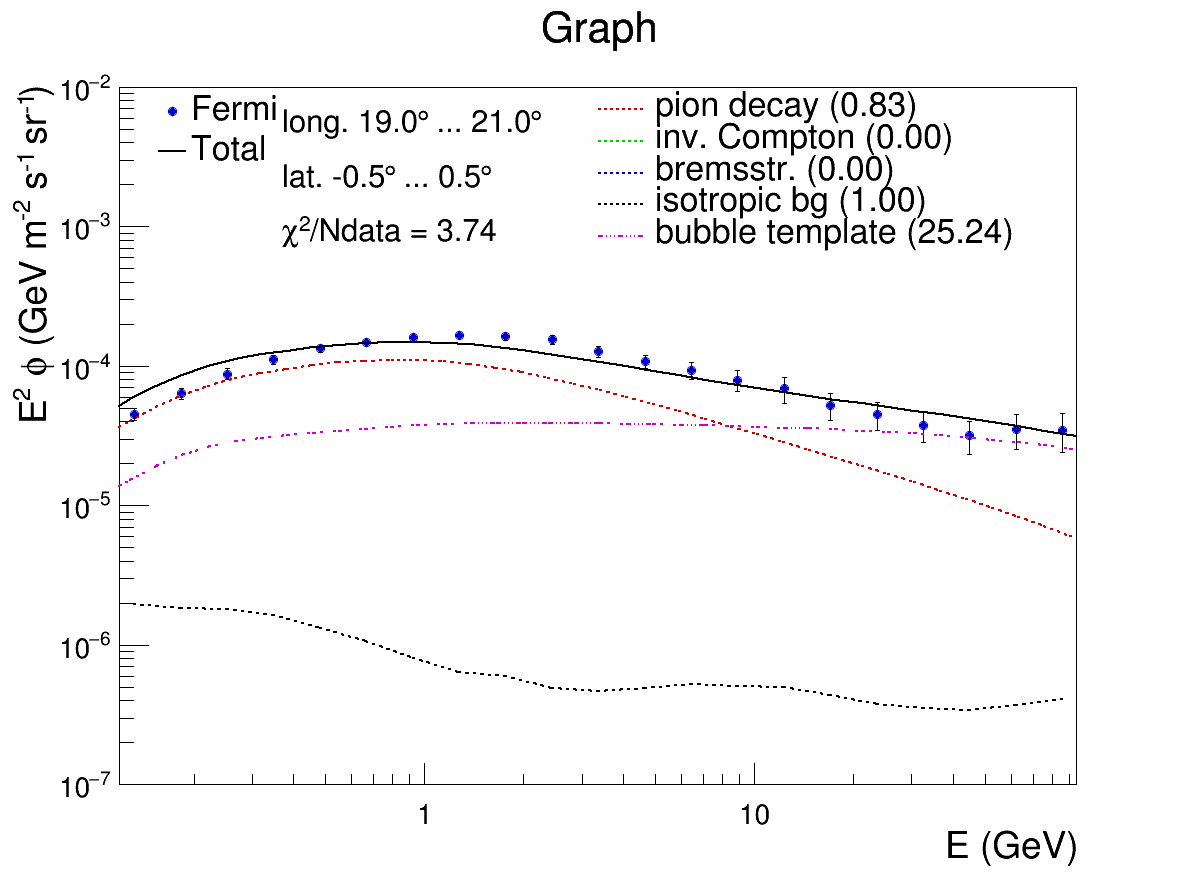 Graph
Fermi
Total
long. 19.0° ... 21.0°
lat. -0.5° ... 0.5°
χ²/Ndata = 3.74
pion decay (0.83)
inv. Compton (0.00)
bremsstr. (0.00)
isotropic bg (1.00)
bubble template (25.24)
E² ϕ (GeV m⁻² s⁻¹ sr⁻¹)
10⁻²
10⁻³
10⁻⁴
10⁻⁵
10⁻⁶
10⁻⁷
1
10
E (GeV)